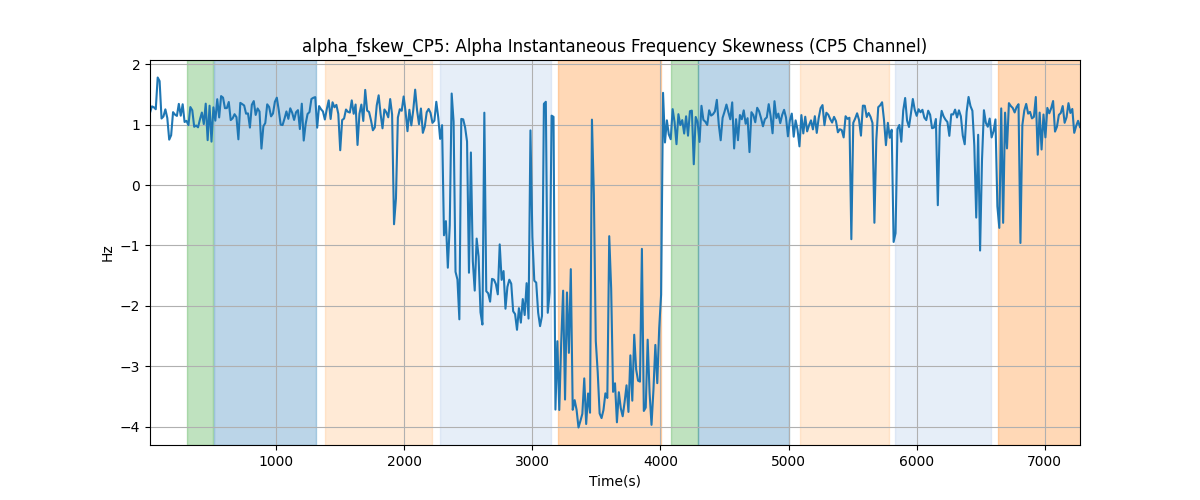 alpha_fskew_CP5: Alpha Instantaneous Frequency Skewness (CP5 Channel)
2
1
0
−1
−2
−3
−4
Hz
1000 2000 3000 4000 5000 6000 7000
Time(s)